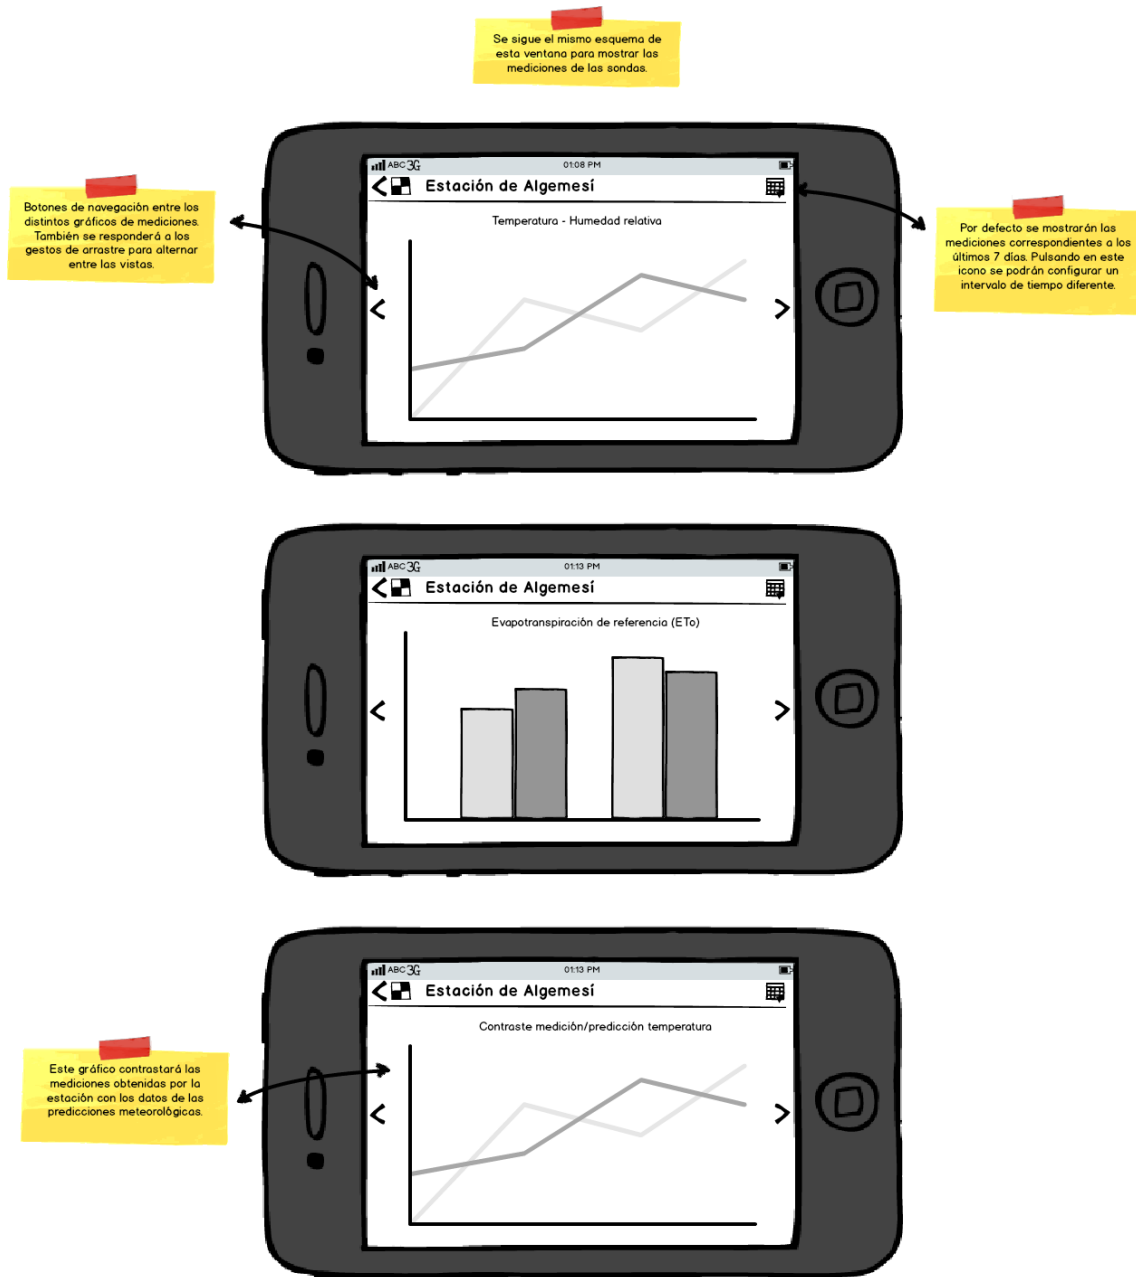 Se sigue el mismo esquema de
esta ventana para mostrar las
mediciones de las sondas.
ABC 3G
01:08 PM
Estación de Algemesí
Temperatura - Humedad relativa
Botones de navegación entre los
distintos gráficos de mediciones.
También se responderá a los
gestos de arrastre para alternar
entre las vistas.
Por defecto se mostrarán las
mediciones correspondientes a los
últimos 7 días. Pulsando en este
icono se podrán configurar un
intervalo de tiempo diferente.
ABC 3G
01:13 PM
Estación de Algemesí
Evapotranspiración de referencia (ETo)
ABC 3G
01:13 PM
Estación de Algemesí
Contraste medición/predicción temperatura
Este gráfico contrastará las
mediciones obtenidas por la
estación con los datos de las
predicciones meteorológicas.